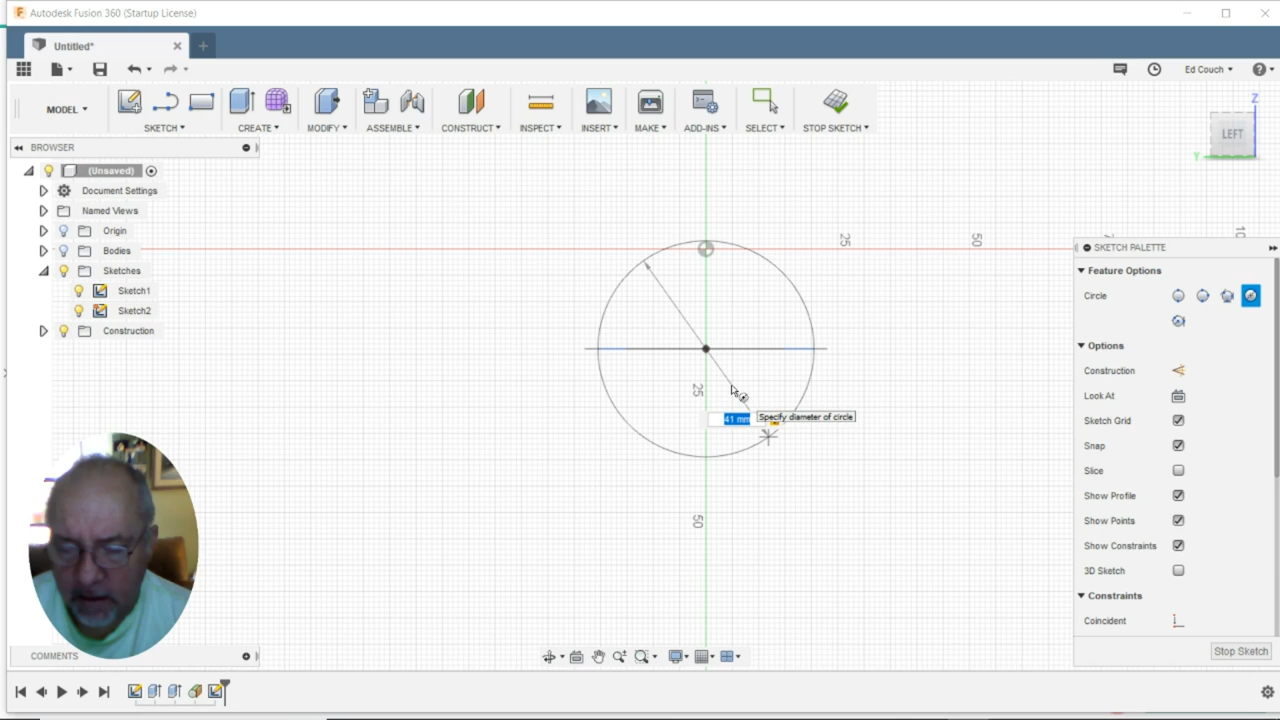 Autodesk Fusion 360 (Startup License)
Untitled*
Ed Couch
MODEL
SKETCH
CREATE
MODIFY
ASSEMBLE
CONSTRUCT
INSPECT
INSERT
MAKE
ADD-INS
SELECT
STOP SKETCH
Z
LEFT
Y
BROWSER
(Unsaved)
Document Settings
Named Views
Origin
Bodies
Sketches
Sketch1
Sketch2
Construction
25
50
25
50
41 mm
Specify diameter of circle
SKETCH PALETTE
Feature Options
Circle
Options
Construction
Look At
Sketch Grid
Snap
Slice
Show Profile
Show Points
Show Constraints
3D Sketch
Constraints
Coincident
Stop Sketch
COMMENTS